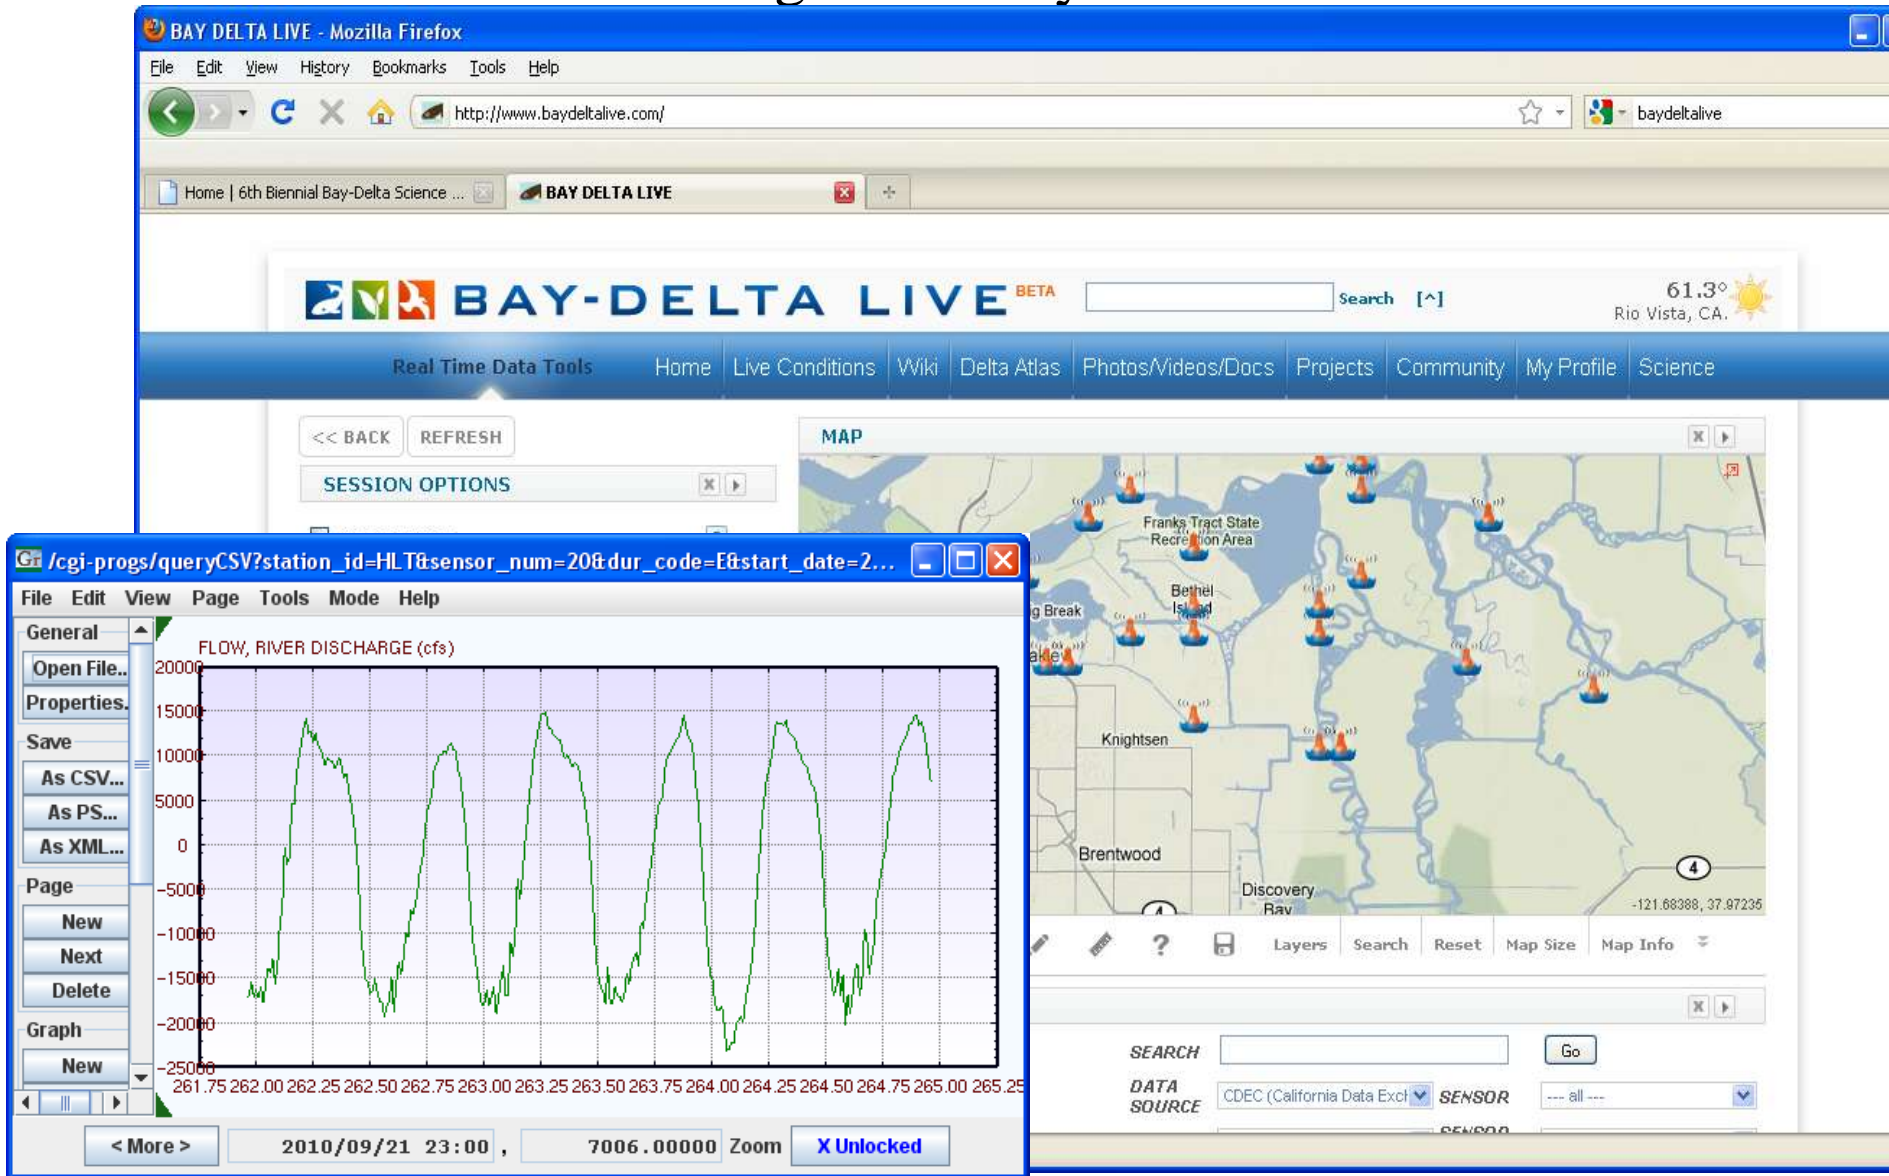 BAY DELTA LIVE - Mozilla Firefox
File Edit View History Bookmarks Tools Help
http://www.baydeltalive.com/
baydeltalive
Home | 6th Biennial Bay-Delta Science ...
BAY DELTA LIVE
BAY-DELTA LIVE BETA
Search [^]
61.3°
Rio Vista, CA.
Real Time Data Tools Home Live Conditions Wiki Delta Atlas Photos/Videos/Docs Projects Community My Profile Science
<< BACK REFRESH
SESSION OPTIONS
MAP
Franks Tract State
Recreation Area
Bethel
Island
Break
Knightsen
Brentwood
Discovery
Bay
4
4
-121.68388, 37.97235
? Layers Search Reset Map Size Map Info
SEARCH Go
DATA
SOURCE
CDEC (California Data Excl
SENSOR
--- all ---
Gr /cgi-progs/queryCSV?station_id=HLT&sensor_num=20&dur_code=E&start_date=2...
File Edit View Page Tools Mode Help
General
Open File..
Properties.
Save
As CSV...
As PS...
As XML...
Page
New
Next
Delete
Graph
New
FLOW, RIVER DISCHARGE (cfs)
20000
15000
10000
5000
0
-5000
-10000
-15000
-20000
-25000
261.75 262.00 262.25 262.50 262.75 263.00 263.25 263.50 263.75 264.00 264.25 264.50 264.75 265.00 265.25
< More > 2010/09/21 23:00 , 7006.00000 Zoom X Unlocked